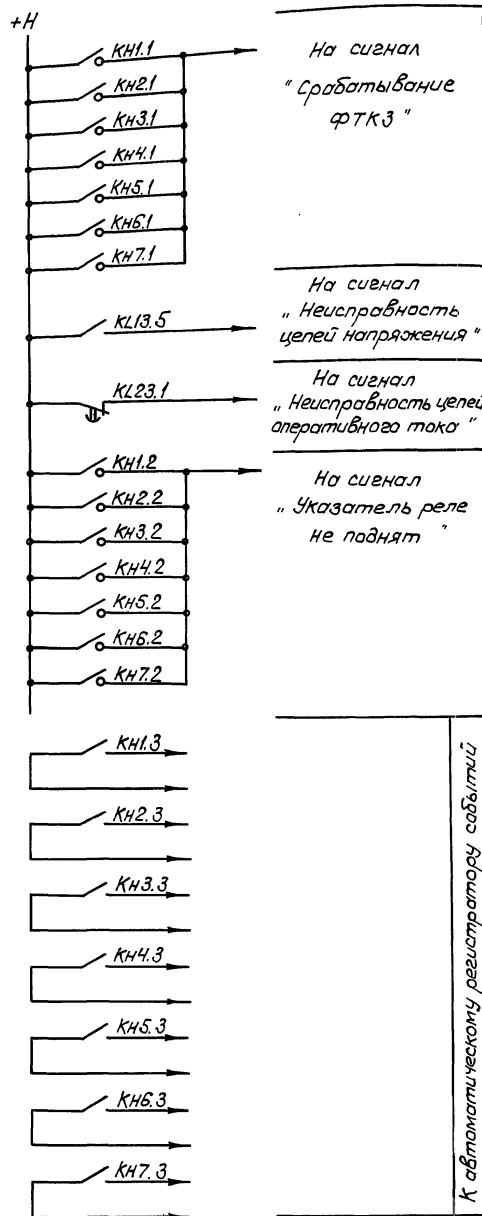 +Н
КН1.1
КН2.1
КН3.1
КН4.1
КН5.1
КН6.1
КН7.1
На сигнал
"Срабатывание
ФТКЗ"
KL13.5
На сигнал
„Неисправность
цепей напряжения"
KL23.1
На сигнал
„Неисправность цепей
оперативного тока"
КН1.2
КН2.2
КН3.2
КН4.2
КН5.2
КН6.2
КН7.2
На сигнал
„Указатель реле
не поднят"
КН1.3
КН2.3
КН3.3
КН4.3
КН5.3
КН6.3
КН7.3
К автоматическому регистратору событий